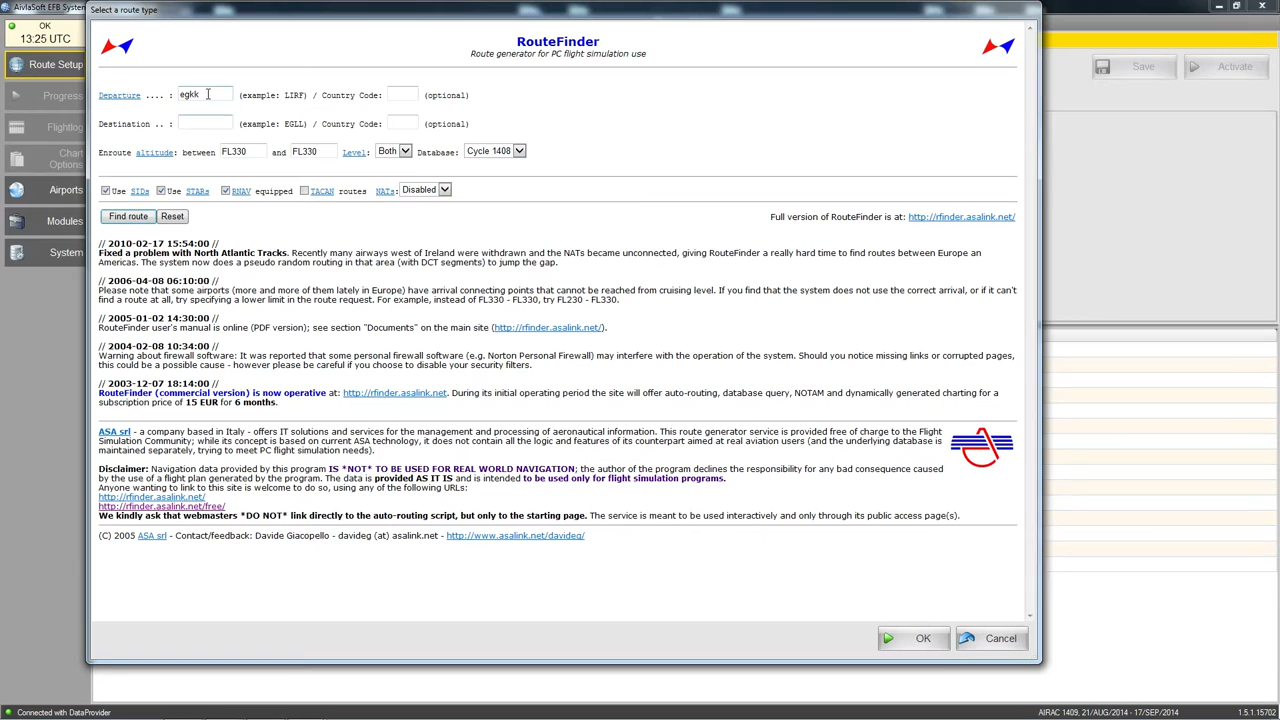 AivlaSoft EFB System
Select a route type
OK
13:25 UTC
Route Setup
Progress
Flightlog
Chart
Options
Airports
Modules
System
Save
Activate
RouteFinder
Route generator for PC flight simulation use
Departure .... : egkk (example: LIRF) / Country Code: (optional)
Destination .. : (example: EGLL) / Country Code: (optional)
Enroute altitude: between FL330 and FL330 Level: Both Database: Cycle 1408
Use SIDs Use STARs RNAV equipped TACAN routes NATs: Disabled
Find route Reset Full version of RouteFinder is at: http://rfinder.asalink.net/
// 2010-02-17 15:54:00 //
Fixed a problem with North Atlantic Tracks. Recently many airways west of Ireland were withdrawn and the NATs became unconnected, giving RouteFinder a really hard time to find routes between Europe an
Americas. The system now does a pseudo random routing in that area (with DCT segments) to jump the gap.
// 2006-04-08 06:10:00 //
Please note that some airports (more and more of them lately in Europe) have arrival connecting points that cannot be reached from cruising level. If you find that the system does not use the correct arrival, or if it can't
find a route at all, try specifying a lower limit in the route request. For example, instead of FL330 - FL330, try FL230 - FL330.
// 2005-01-02 14:30:00 //
RouteFinder user's manual is online (PDF version); see section "Documents" on the main site (http://rfinder.asalink.net/).
// 2004-02-08 10:34:00 //
Warning about firewall software: It was reported that some personal firewall software (e.g. Norton Personal Firewall) may interfere with the operation of the system. Should you notice missing links or corrupted pages,
this could be a possible cause - however please be careful if you choose to disable your security filters.
// 2003-12-07 18:14:00 //
RouteFinder (commercial version) is now operative at: http://rfinder.asalink.net. During its initial operating period the site will offer auto-routing, database query, NOTAM and dynamically generated charting for a
subscription price of 15 EUR for 6 months.
ASA srl - a company based in Italy - offers IT solutions and services for the management and processing of aeronautical information. This route generator service is provided free of charge to the Flight
Simulation Community; while its concept is based on current ASA technology, it does not contain all the logic and features of its counterpart aimed at real aviation users (and the underlying database is
maintained separately, trying to meet PC flight simulation needs).
Disclaimer: Navigation data provided by this program IS *NOT* TO BE USED FOR REAL WORLD NAVIGATION; the author of the program declines the responsibility for any bad consequence caused
by the use of a flight plan generated by the program. The data is provided AS IT IS and is intended to be used only for flight simulation programs.
Anyone wanting to link to this site is welcome to do so, using any of the following URLs:
http://rfinder.asalink.net/
http://rfinder.asalink.net/free/
We kindly ask that webmasters *DO NOT* link directly to the auto-routing script, but only to the starting page. The service is meant to be used interactively and only through its public access page(s).
(C) 2005 ASA srl - Contact/feedback: Davide Giacopello - davideg (at) asalink.net - http://www.asalink.net/davideg/
OK
Cancel
Connected with DataProvider
AIRAC 1409, 21/AUG/2014 - 17/SEP/2014
1.5.1.15702